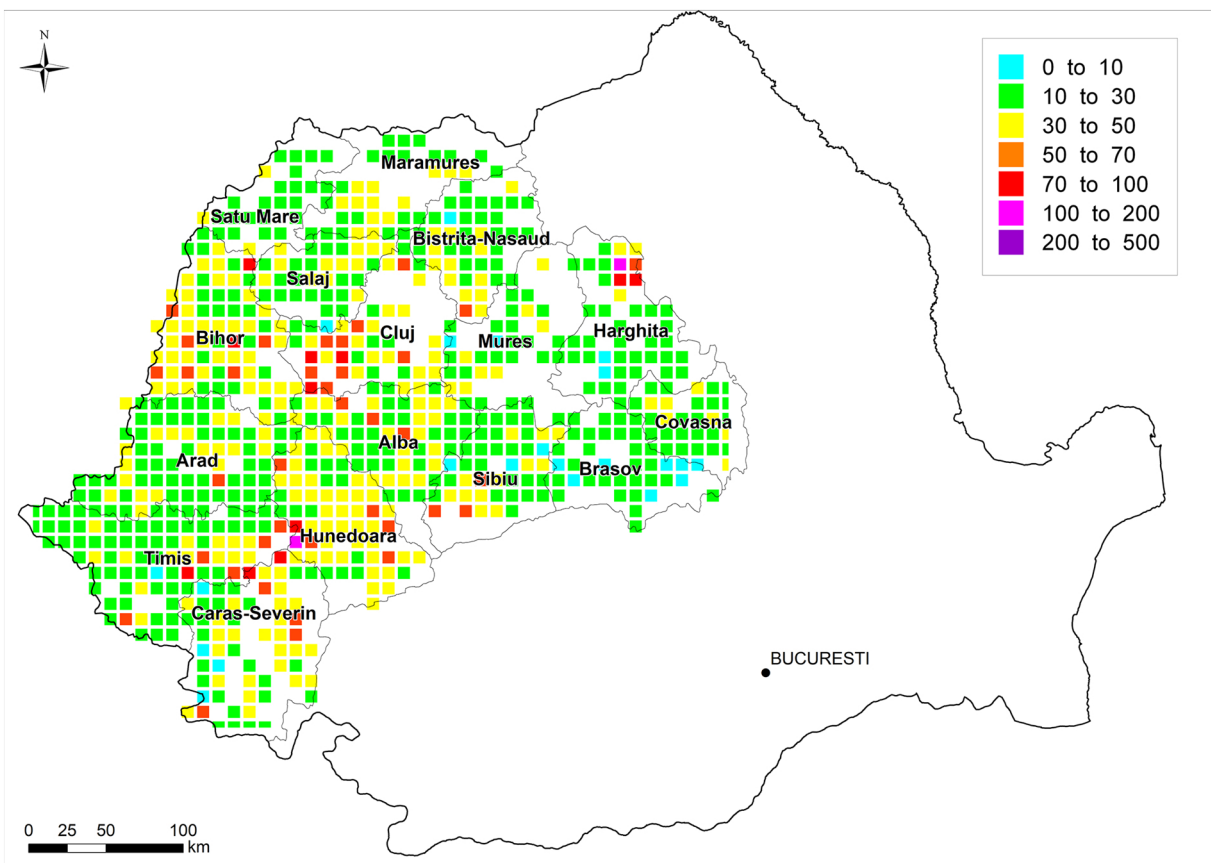 N
0 to 10
10 to 30
30 to 50
50 to 70
70 to 100
100 to 200
200 to 500
Maramures
Satu Mare
Bistrita-Nasaud
Salaj
Bihor
Cluj
Mures
Harghita
Covasna
Alba
Arad
Sibiu
Brasov
Hunedoara
Timis
Caras-Severin
BUCURESTI
0 25 50 100
km